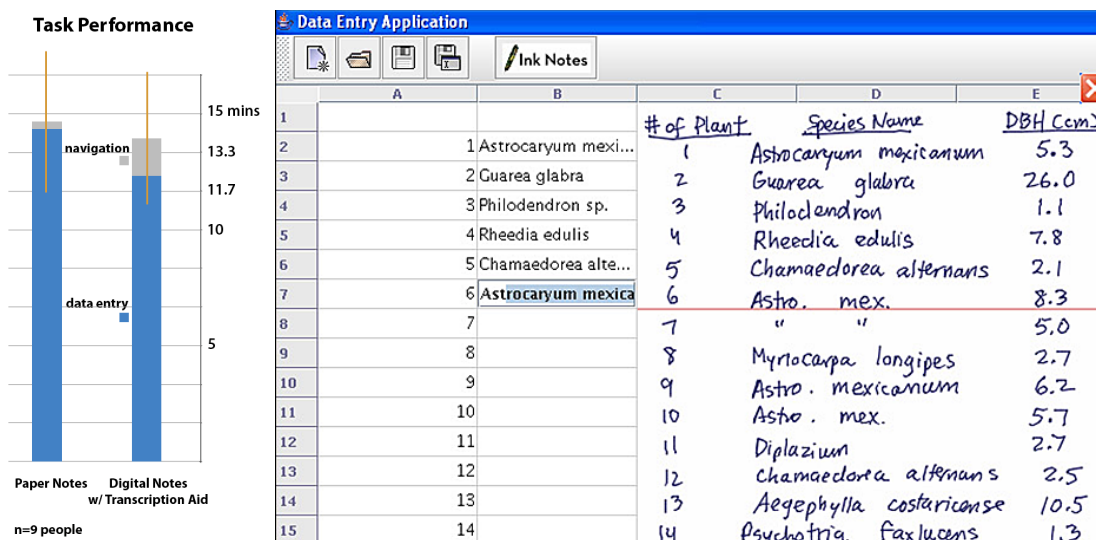 Task Performance
15 mins
navigation
13.3
11.7
10
data entry
5
Paper Notes
Digital Notes
w/ Transcription Aid
n=9 people
Data Entry Application
Ink Notes
A B C D E
1
2 1 Astrocaryum mexi...
3 2 Guarea glabra
4 3 Philodendron sp.
5 4 Rheedia edulis
6 5 Chamaedorea alte...
7 6 Astrocaryum mexica
8 7
9 8
10 9
11 10
12 11
13 12
14 13
15 14
# of Plant Species Name DBH (cm)
1 Astrocaryum mexicanum 5.3
2 Guarea glabra 26.0
3 Philodendron 1.1
4 Rheedia edulis 7.8
5 Chamaedorea alternans 2.1
6 Astro. mex. 8.3
7 " " 5.0
8 Myriocarpa longipes 2.7
9 Astro. mexicanum 6.2
10 Astro. mex. 5.7
11 Diplazium 2.7
12 Chamaedorea alternans 2.5
13 Aegephylla costaricense 10.5
14 Psychotria faxlucens 1.3